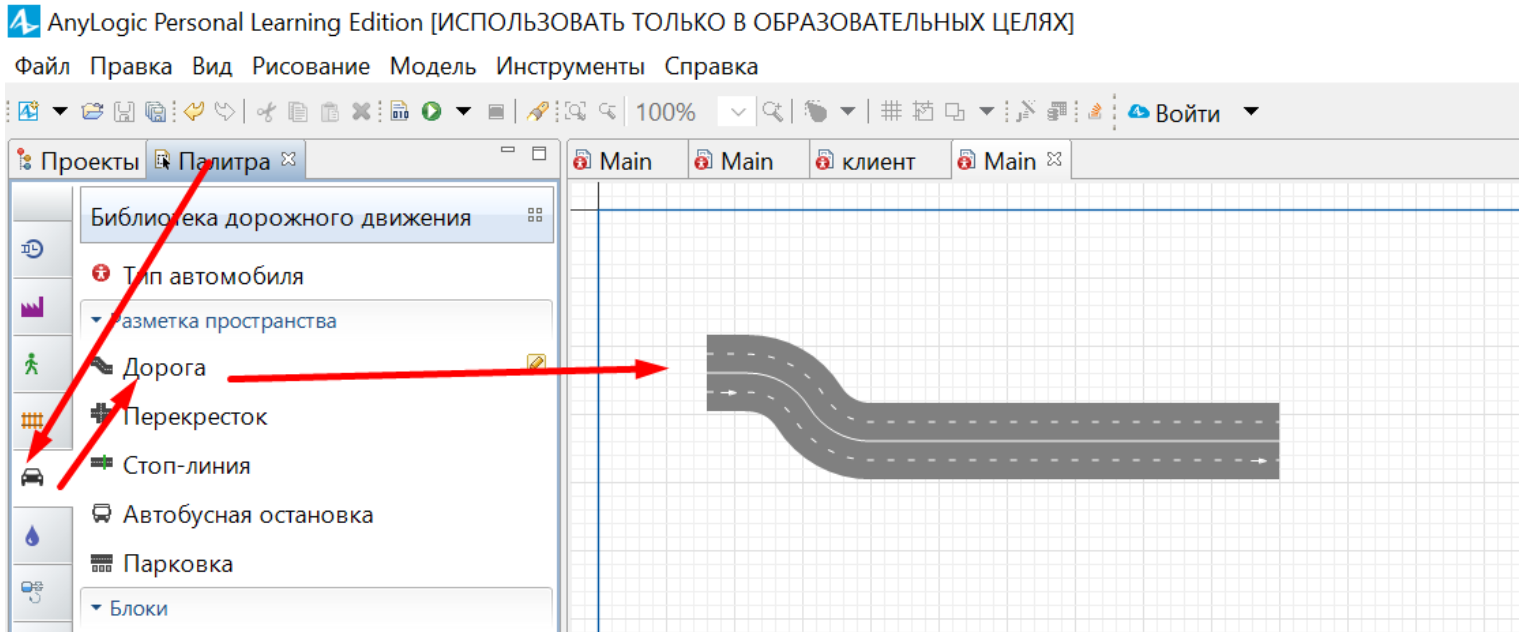 AnyLogic Personal Learning Edition [ИСПОЛЬЗОВАТЬ ТОЛЬКО В ОБРАЗОВАТЕЛЬНЫХ ЦЕЛЯХ]
Файл Правка Вид Рисование Модель Инструменты Справка
100% Войти
Проекты Палитра Main Main клиент Main
Библиотека дорожного движения
Тип автомобиля
Разметка пространства
Дорога
Перекресток
Стоп-линия
Автобусная остановка
Парковка
Блоки